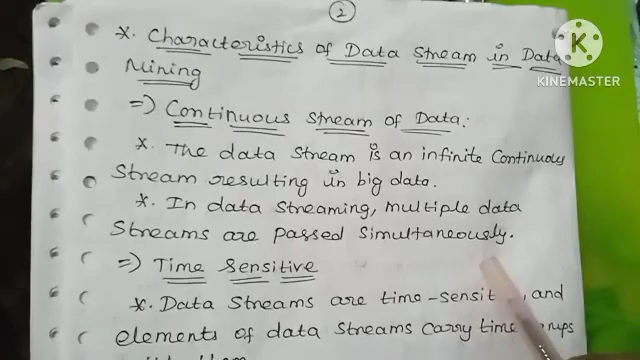 2
* Characteristics of Data Stream in Data
Mining
=) Continuous Stream of Data:
* The data Stream is an infinite Continuous
Stream resulting in big data.
* In data Streaming, multiple data
Streams are passed Simultaneously.
=) Time Sensitive
* Data Streams are time-sensit , and
elements of data Streams carry time
K
KINEMASTER